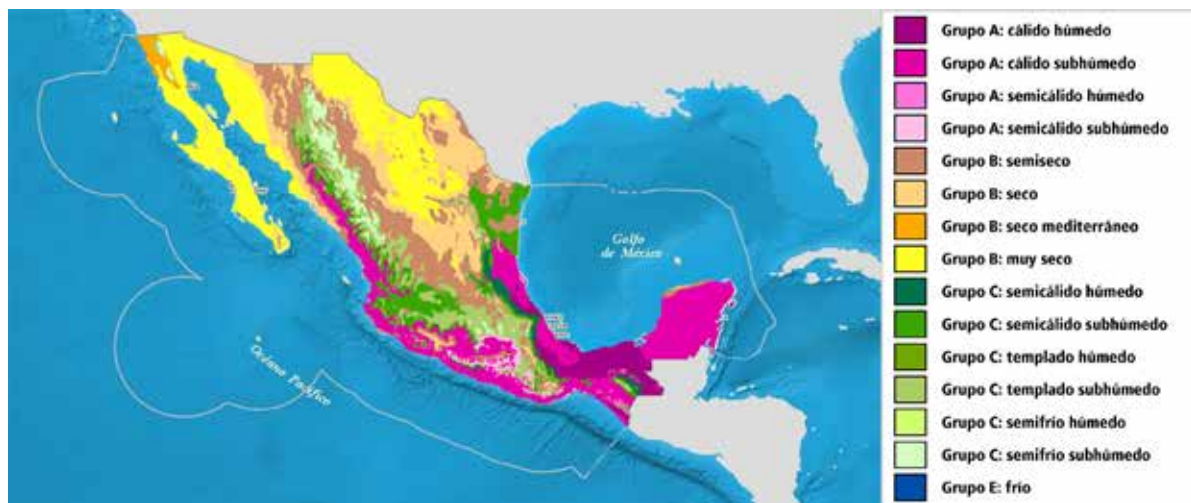 Golfo
de México
Océano Pacífico
Grupo A: cálido húmedo
Grupo A: cálido subhúmedo
Grupo A: semicálido húmedo
Grupo A: semicálido subhúmedo
Grupo B: semiseco
Grupo B: seco
Grupo B: seco mediterráneo
Grupo B: muy seco
Grupo C: semicálido húmedo
Grupo C: semicálido subhúmedo
Grupo C: templado húmedo
Grupo C: templado subhúmedo
Grupo C: semifrío húmedo
Grupo C: semifrío subhúmedo
Grupo E: frío